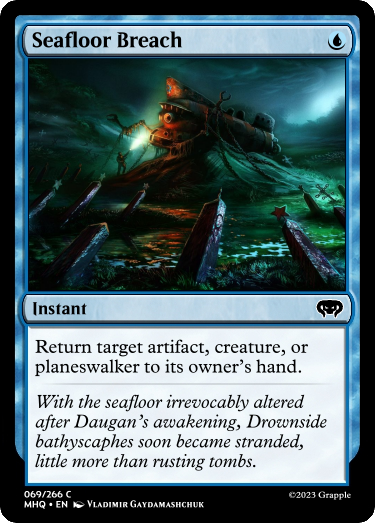 Seafloor Breach
Instant
Return target artifact, creature, or
planeswalker to its owner's hand.
With the seafloor irrevocably altered
after Daugan's awakening, Drownside
bathyscaphes soon became stranded,
little more than rusting tombs.
069/266 C
MHQ • EN Vladimir Gaydamashchuk
©2023 Grapple